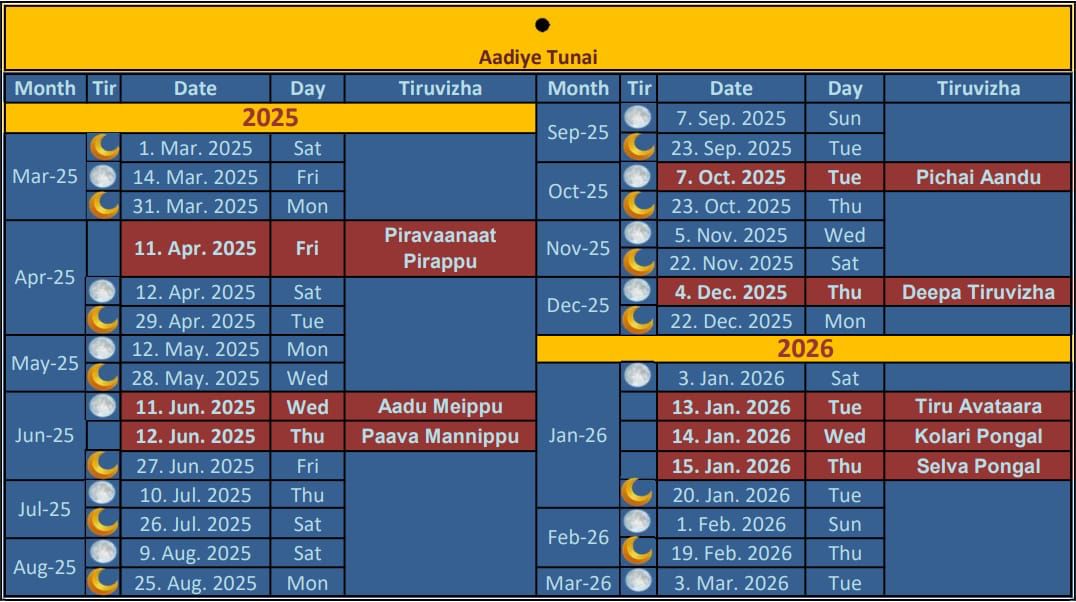 Aadiye Tunai
Month Tir Date Day Tiruvizha
2025
Mar-25
1. Mar. 2025 Sat
14. Mar. 2025 Fri
31. Mar. 2025 Mon
Apr-25
11. Apr. 2025 Fri Piravaanaat
Pirappu
12. Apr. 2025 Sat
29. Apr. 2025 Tue
May-25
12. May. 2025 Mon
28. May. 2025 Wed
Jun-25
11. Jun. 2025 Wed Aadu Meippu
12. Jun. 2025 Thu Paava Mannippu
27. Jun. 2025 Fri
Jul-25
10. Jul. 2025 Thu
26. Jul. 2025 Sat
Aug-25
9. Aug. 2025 Sat
25. Aug. 2025 Mon
Month Tir Date Day Tiruvizha
Sep-25
7. Sep. 2025 Sun
23. Sep. 2025 Tue
Oct-25
7. Oct. 2025 Tue Pichai Aandu
23. Oct. 2025 Thu
Nov-25
5. Nov. 2025 Wed
22. Nov. 2025 Sat
Dec-25
4. Dec. 2025 Thu Deepa Tiruvizha
22. Dec. 2025 Mon
2026
Jan-26
3. Jan. 2026 Sat
13. Jan. 2026 Tue Tiru Avataara
14. Jan. 2026 Wed Kolari Pongal
15. Jan. 2026 Thu Selva Pongal
20. Jan. 2026 Tue
Feb-26
1. Feb. 2026 Sun
19. Feb. 2026 Thu
Mar-26 3. Mar. 2026 Tue